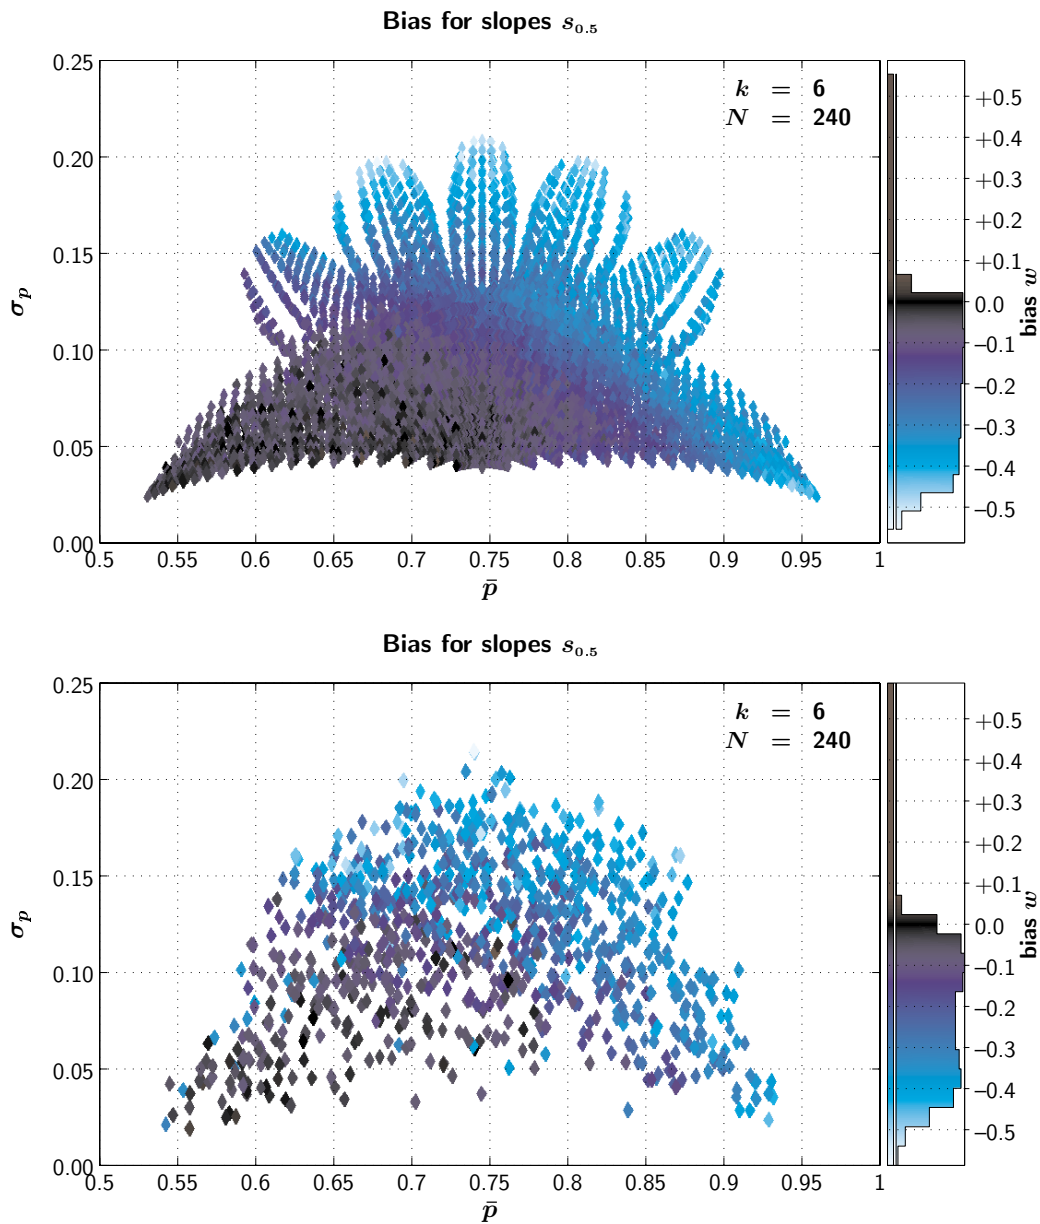 Bias for slopes s₀.₅
0.25
0.20
0.15
0.10
0.05
0.00
σₚ
k = 6
N = 240
0.5 0.55 0.6 0.65 0.7 0.75 0.8 0.85 0.9 0.95 1
p̄
+0.5
+0.4
+0.3
+0.2
+0.1
0.0
−0.1
−0.2
−0.3
−0.4
−0.5
bias w
Bias for slopes s₀.₅
0.25
0.20
0.15
0.10
0.05
0.00
σₚ
k = 6
N = 240
0.5 0.55 0.6 0.65 0.7 0.75 0.8 0.85 0.9 0.95 1
p̄
+0.5
+0.4
+0.3
+0.2
+0.1
0.0
−0.1
−0.2
−0.3
−0.4
−0.5
bias w